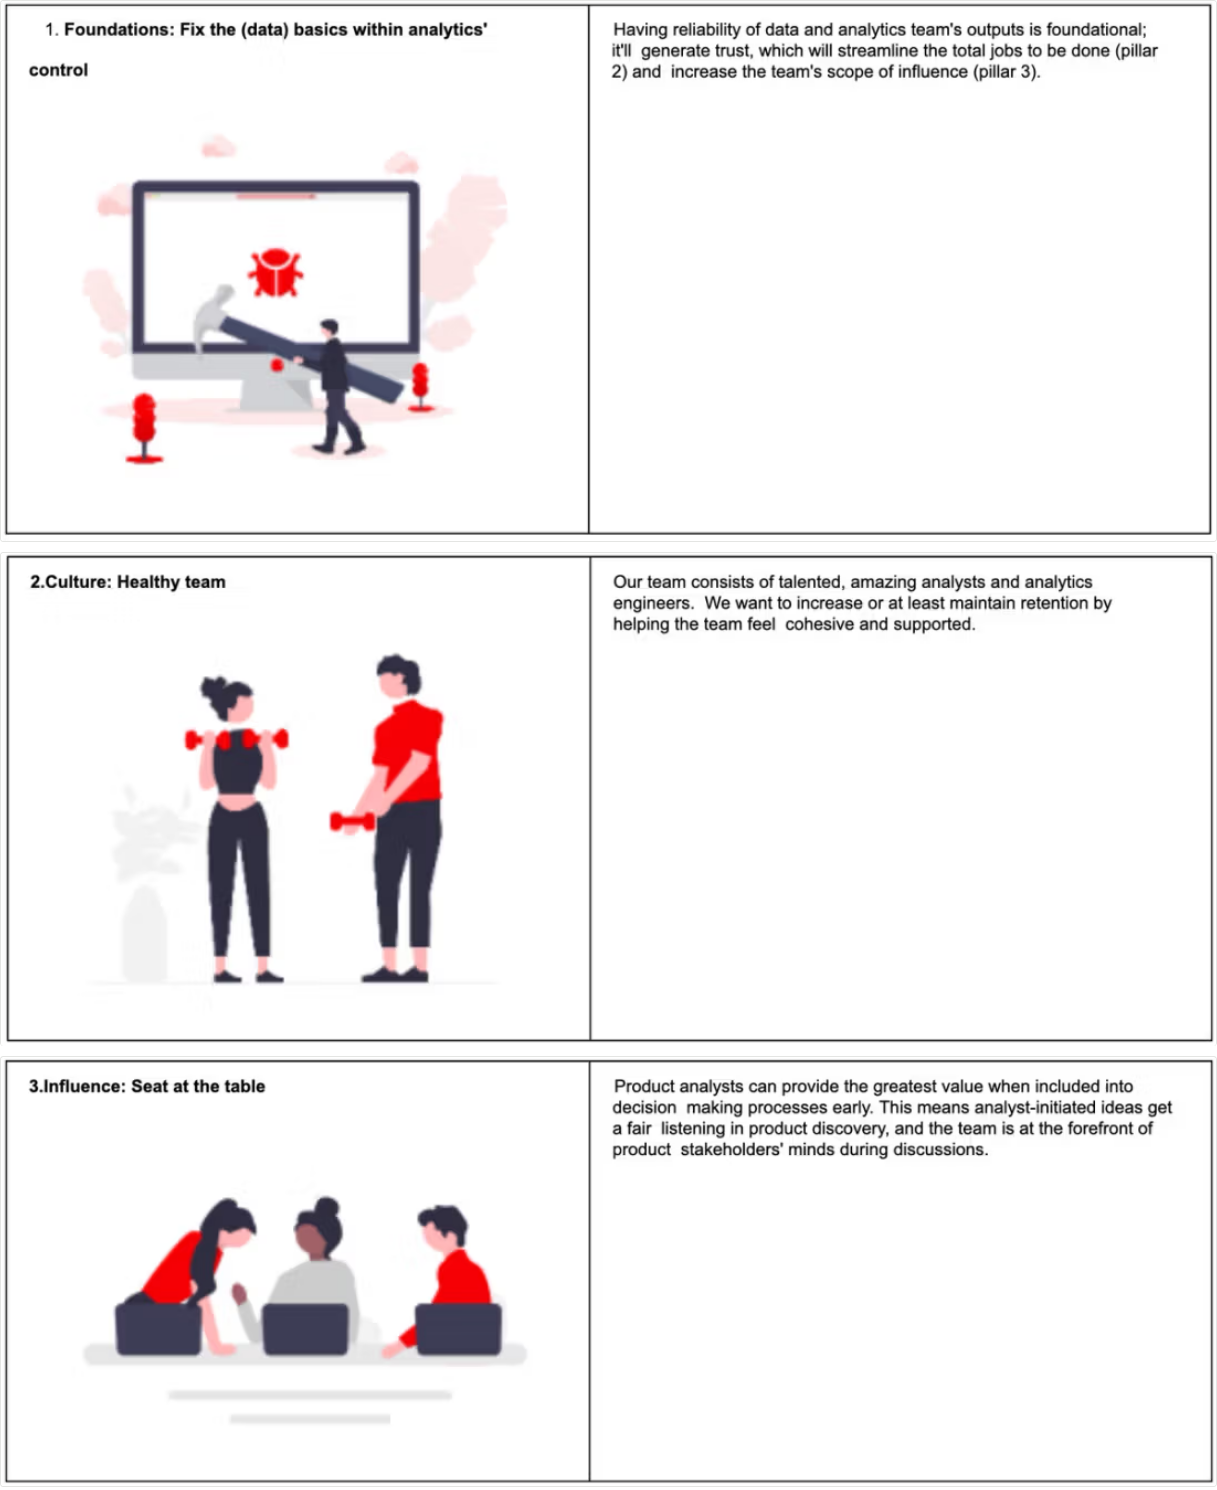 1. Foundations: Fix the (data) basics within analytics'
control
Having reliability of data and analytics team's outputs is foundational;
it'll  generate trust, which will streamline the total jobs to be done (pillar
2) and  increase the team's scope of influence (pillar 3).
2.Culture: Healthy team
Our team consists of talented, amazing analysts and analytics
engineers.  We want to increase or at least maintain retention by
helping the team feel  cohesive and supported.
3.Influence: Seat at the table
Product analysts can provide the greatest value when included into
decision  making processes early. This means analyst-initiated ideas get
a fair  listening in product discovery, and the team is at the forefront of
product  stakeholders' minds during discussions.